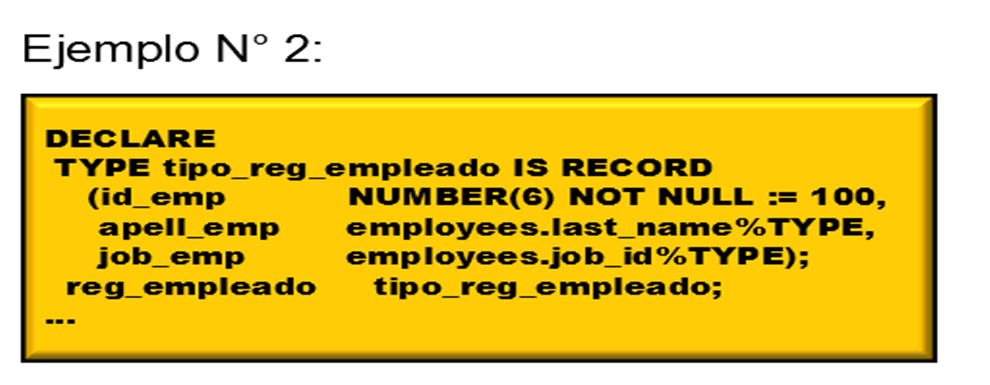 Ejemplo N° 2:
DECLARE
TYPE tipo_reg_empleado IS RECORD
(id_emp NUMBER(6) NOT NULL := 100,
apell_emp employees.last_name%TYPE,
job_emp employees.job_id%TYPE);
reg_empleado tipo_reg_empleado;
...